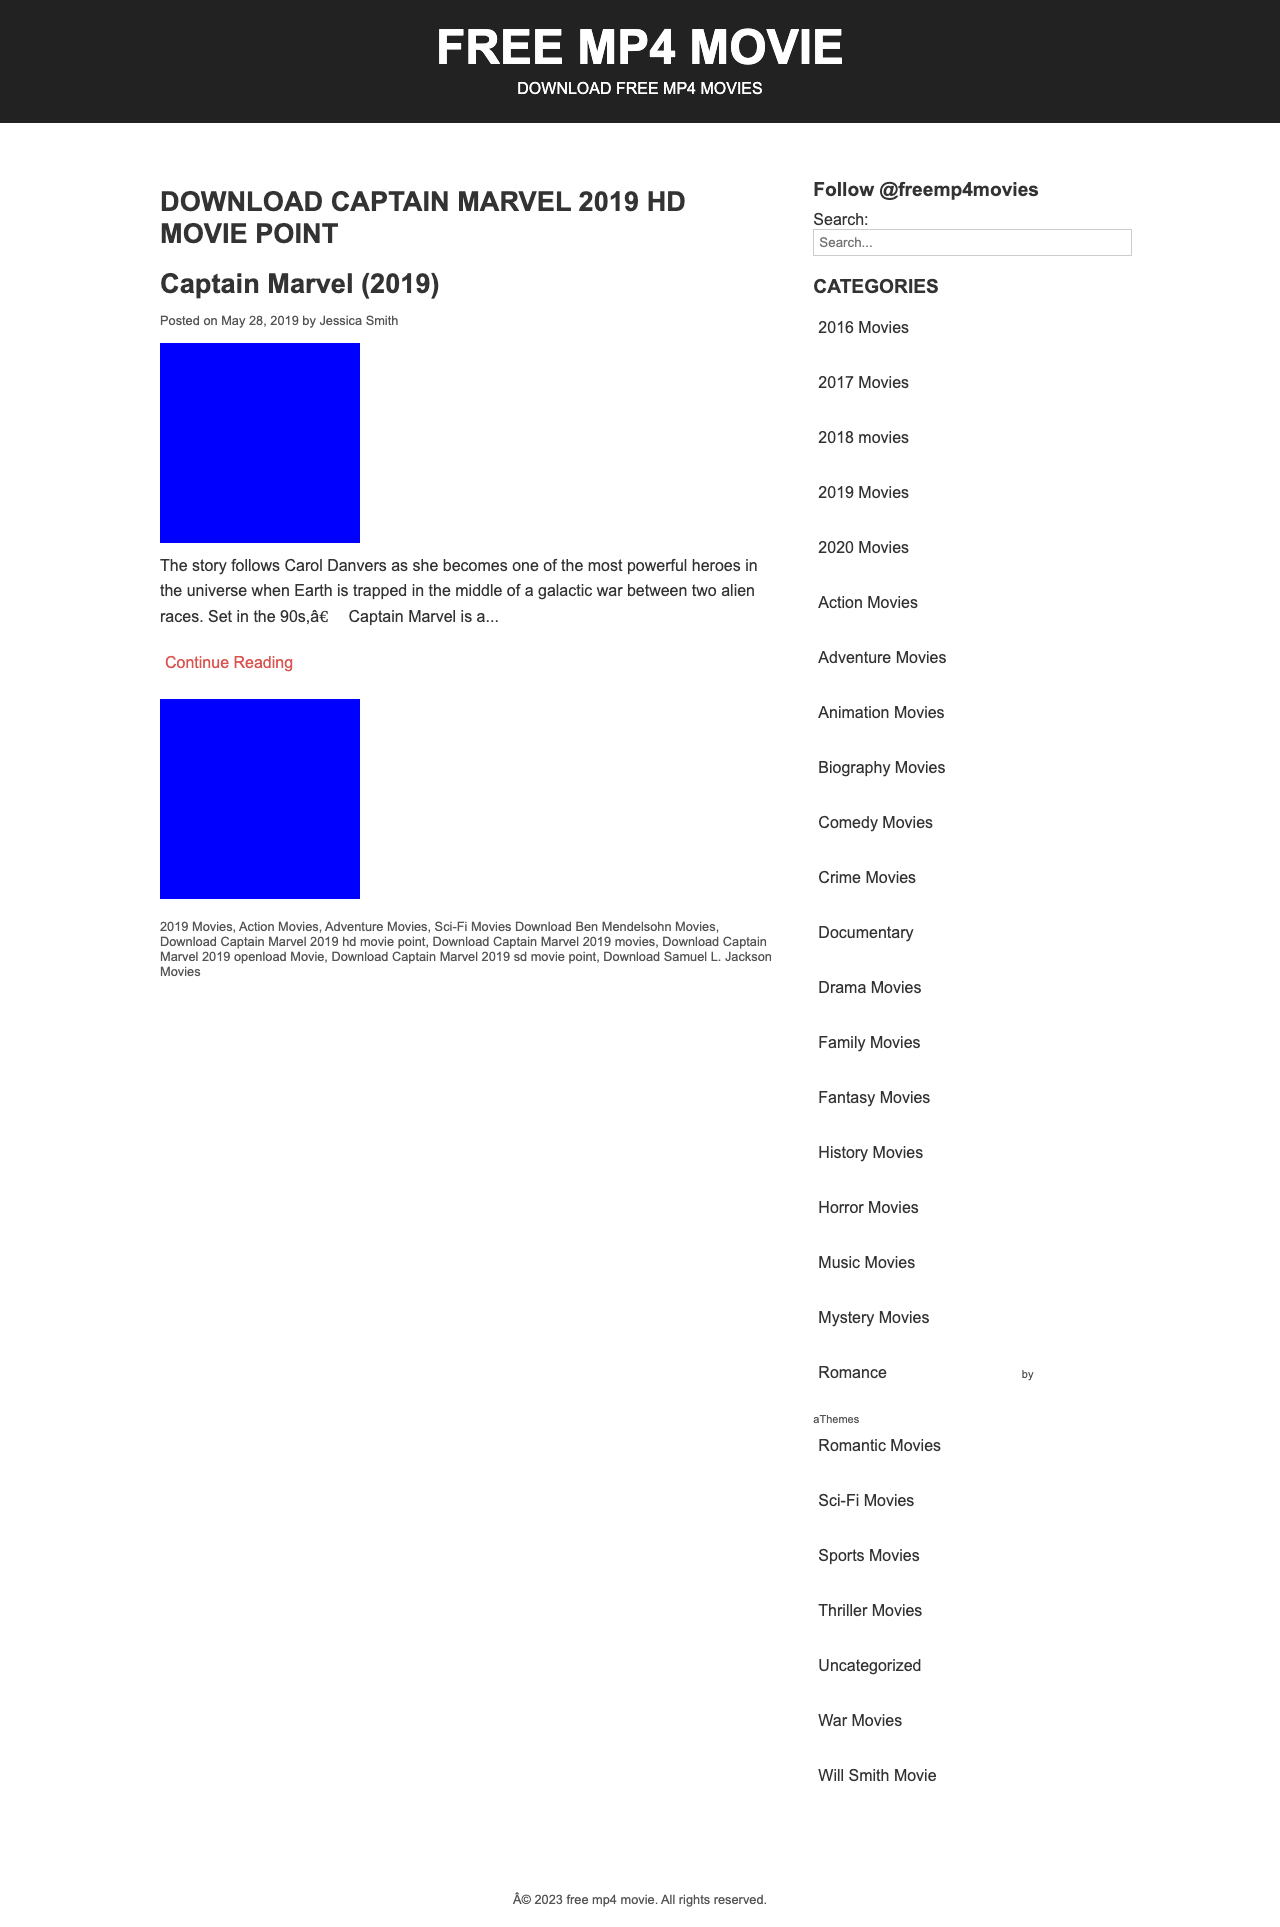 FREE MP4 MOVIE
DOWNLOAD FREE MP4 MOVIES
DOWNLOAD CAPTAIN MARVEL 2019 HD
MOVIE POINT
Captain Marvel (2019)
Posted on May 28, 2019 by Jessica Smith
The story follows Carol Danvers as she becomes one of the most powerful heroes in
the universe when Earth is trapped in the middle of a galactic war between two alien
races. Set in the 90s,â€ Captain Marvel is a...
Continue Reading
2019 Movies, Action Movies, Adventure Movies, Sci-Fi Movies Download Ben Mendelsohn Movies,
Download Captain Marvel 2019 hd movie point, Download Captain Marvel 2019 movies, Download Captain
Marvel 2019 openload Movie, Download Captain Marvel 2019 sd movie point, Download Samuel L. Jackson
Movies
Follow @freemp4movies
Search:
Search...
CATEGORIES
2016 Movies
2017 Movies
2018 movies
2019 Movies
2020 Movies
Action Movies
Adventure Movies
Animation Movies
Biography Movies
Comedy Movies
Crime Movies
Documentary
Drama Movies
Family Movies
Fantasy Movies
History Movies
Horror Movies
Music Movies
Mystery Movies
Romance by
aThemes
Romantic Movies
Sci-Fi Movies
Sports Movies
Thriller Movies
Uncategorized
War Movies
Will Smith Movie
Â© 2023 free mp4 movie. All rights reserved.